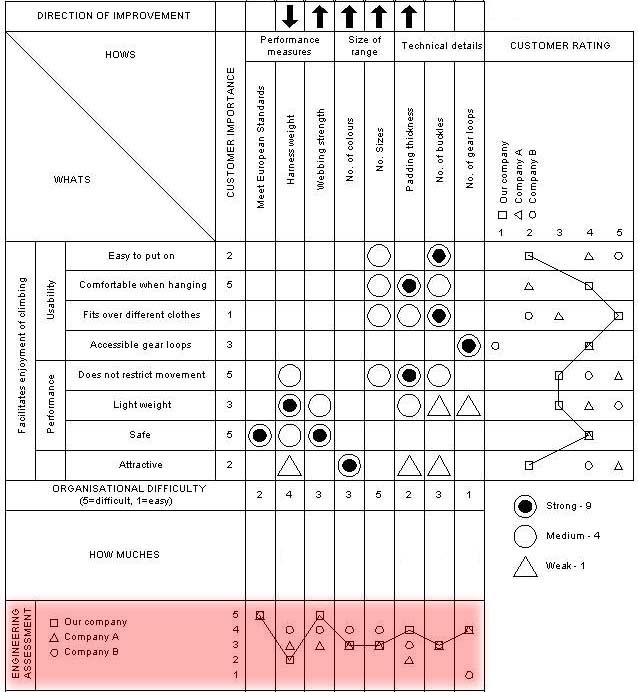 DIRECTION OF IMPROVEMENT
HOWS
WHATS
CUSTOMER IMPORTANCE
Performance
measures
Size of
range
Technical details
CUSTOMER RATING
Meet European Standards
Harness weight
Webbing strength
No. of colours
No. Sizes
Padding thickness
No. of buckles
No. of gear loops
Our company
Company A
Company B
1 2 3 4 5
Facilitates enjoyment of climbing
Usability
Easy to put on 2
Comfortable when hanging 5
Fits over different clothes 1
Accessible gear loops 3
Performance
Does not restrict movement 5
Light weight 3
Safe 5
Attractive 2
ORGANISATIONAL DIFFICULTY
(5=difficult, 1=easy)
2 4 3 3 5 2 3 1
Strong - 9
Medium - 4
Weak - 1
HOW MUCHES
ENGINEERING
ASSESSMENT
Our company
Company A
Company B
5
4
3
2
1